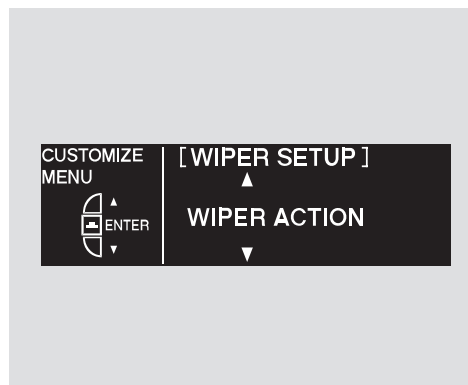 CUSTOMIZE
MENU
ENTER
[WIPER SETUP]
▲
WIPER ACTION
▼